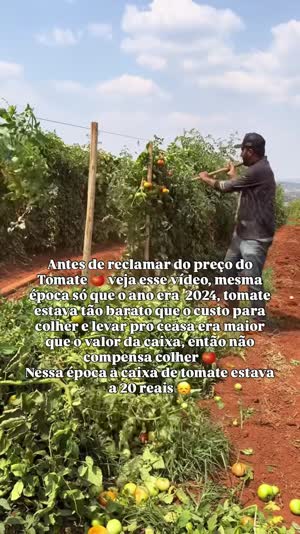 Antes de reclamar do preço do
Tomate 🍅 veja esse vídeo, mesma
época só que o ano era 2024, tomate
estava tão barato que o custo para
colher e levar pro ceasa era maior
que o valor da caixa, então não
compensa colher 🍅
Nessa época a caixa de tomate estava
a 20 reais 🤑